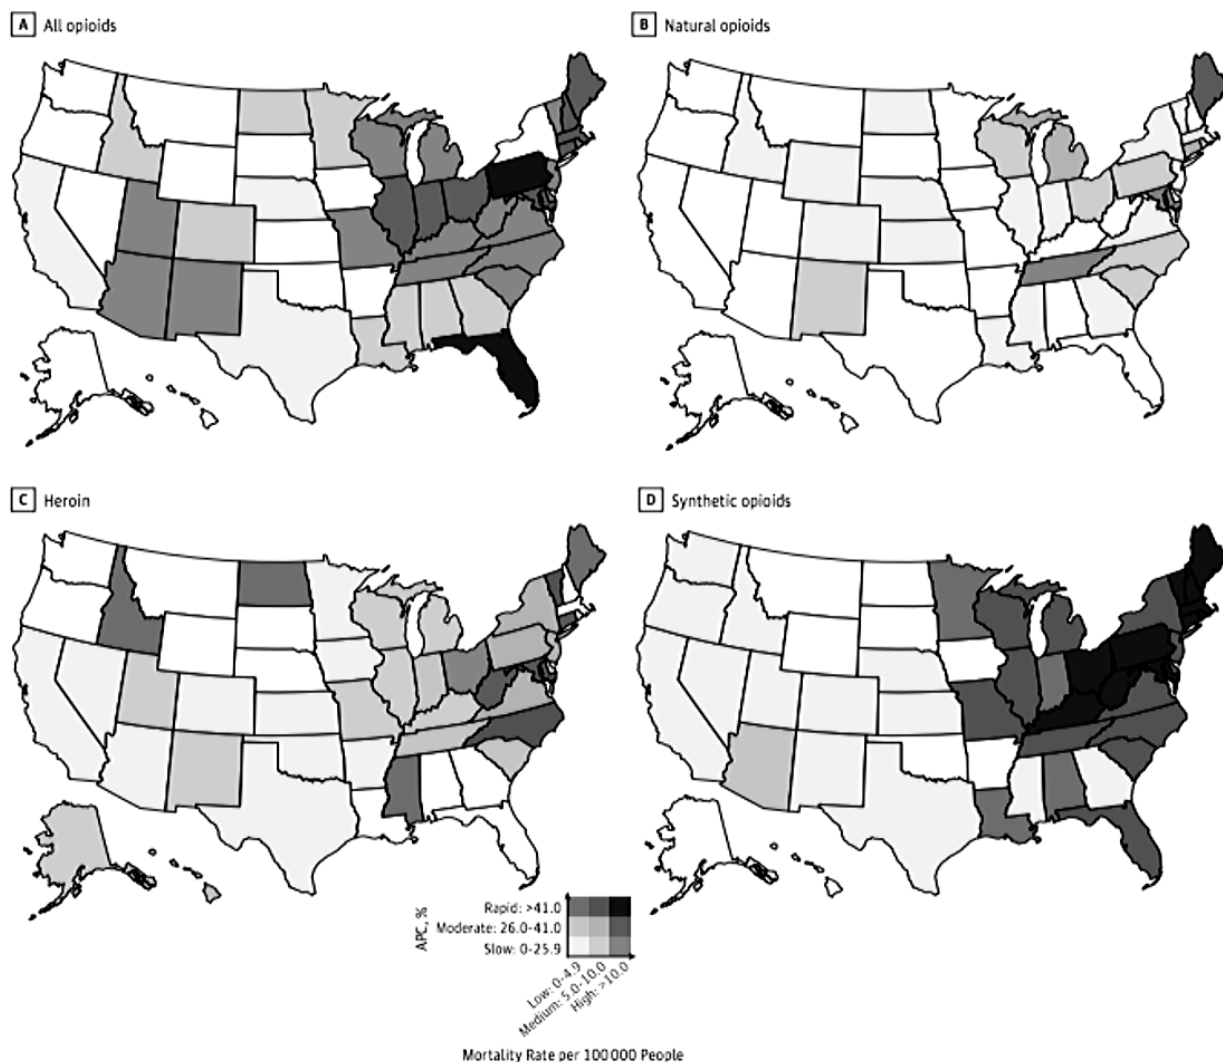 A All opioids
B Natural opioids
C Heroin
D Synthetic opioids
APC, %
Rapid: >41.0
Moderate: 26.0-41.0
Slow: 0-25.9
Low: 0-4.9
Medium: 5.0-10.0
High: >10.0
Mortality Rate per 100 000 People